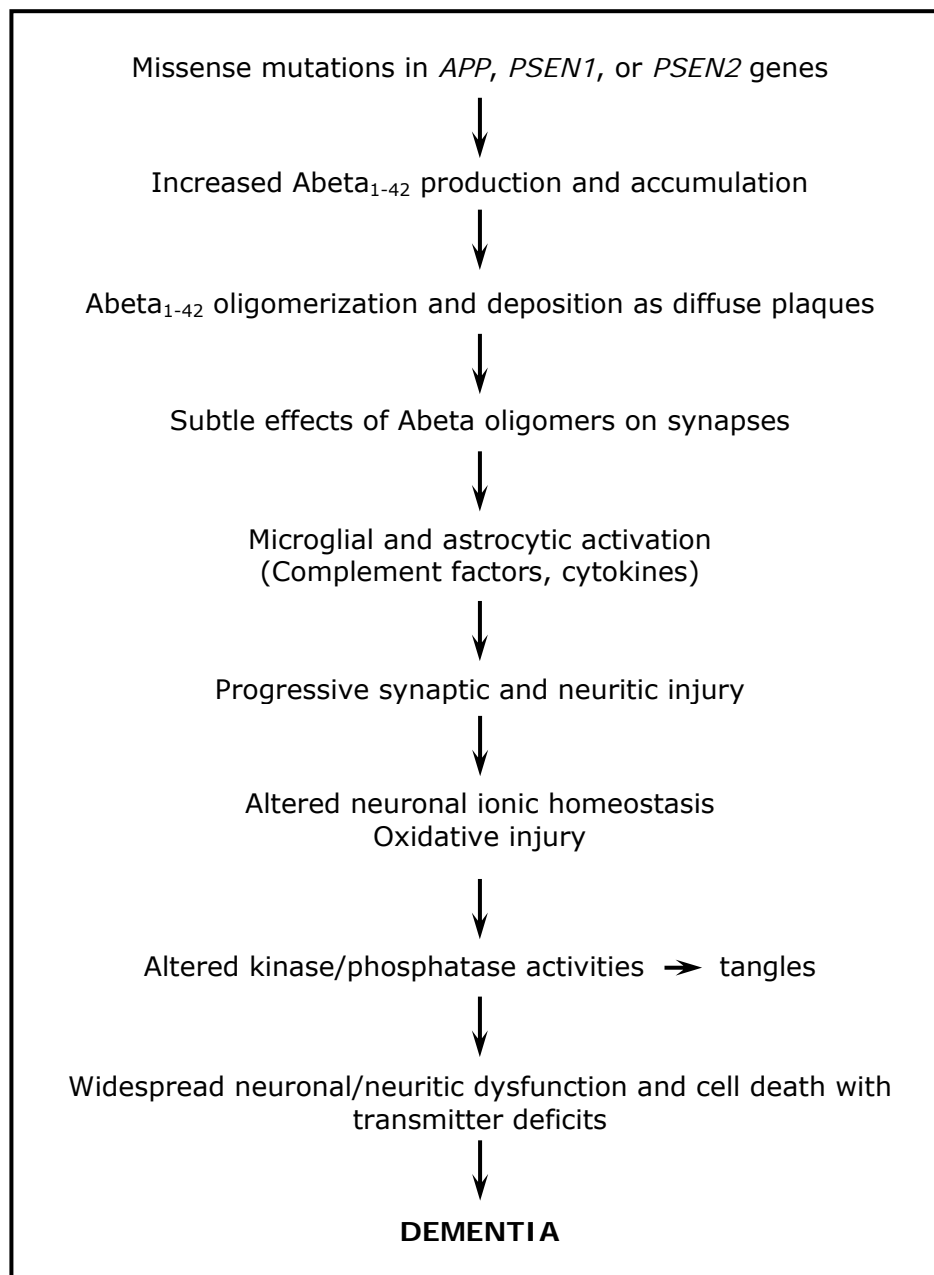 Missense mutations in APP, PSEN1, or PSEN2 genes
Increased Abeta1-42 production and accumulation
Abeta1-42 oligomerization and deposition as diffuse plaques
Subtle effects of Abeta oligomers on synapses
Microglial and astrocytic activation
(Complement factors, cytokines)
Progressive synaptic and neuritic injury
Altered neuronal ionic homeostasis
Oxidative injury
Altered kinase/phosphatase activities → tangles
Widespread neuronal/neuritic dysfunction and cell death with
transmitter deficits
DEMENTIA